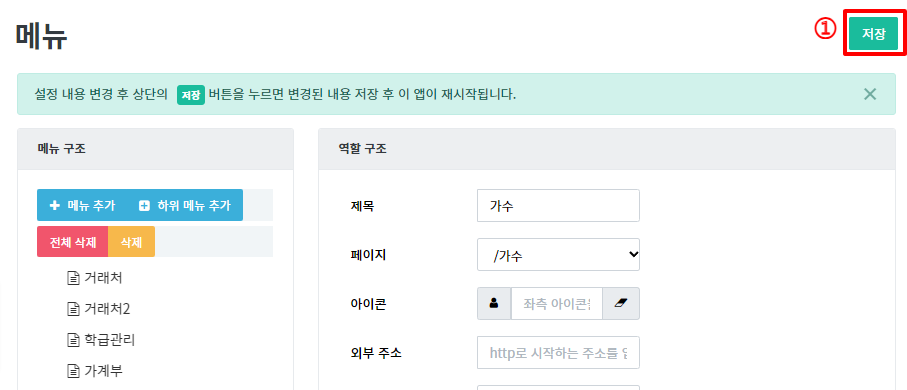 메뉴
① 저장
설정 내용 변경 후 상단의 저장 버튼을 누르면 변경된 내용 저장 후 이 앱이 재시작됩니다. ×
메뉴 구조
메뉴 추가 하위 메뉴 추가
전체 삭제 삭제
거래처
거래처2
학급관리
가계부
역할 구조
제목 가수
페이지 /가수
아이콘 좌측 아이콘을
외부 주소 http로 시작하는 주소를